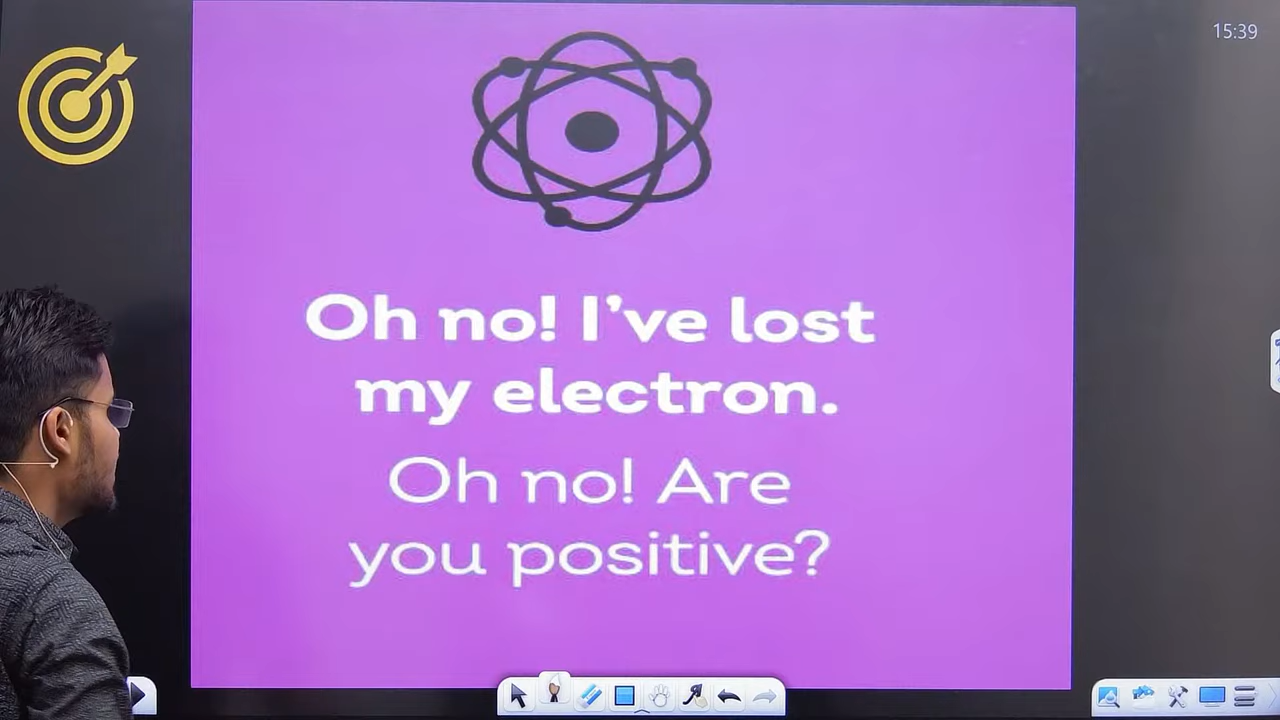 15:39
Oh no! I've lost
my electron.
Oh no! Are
you positive?